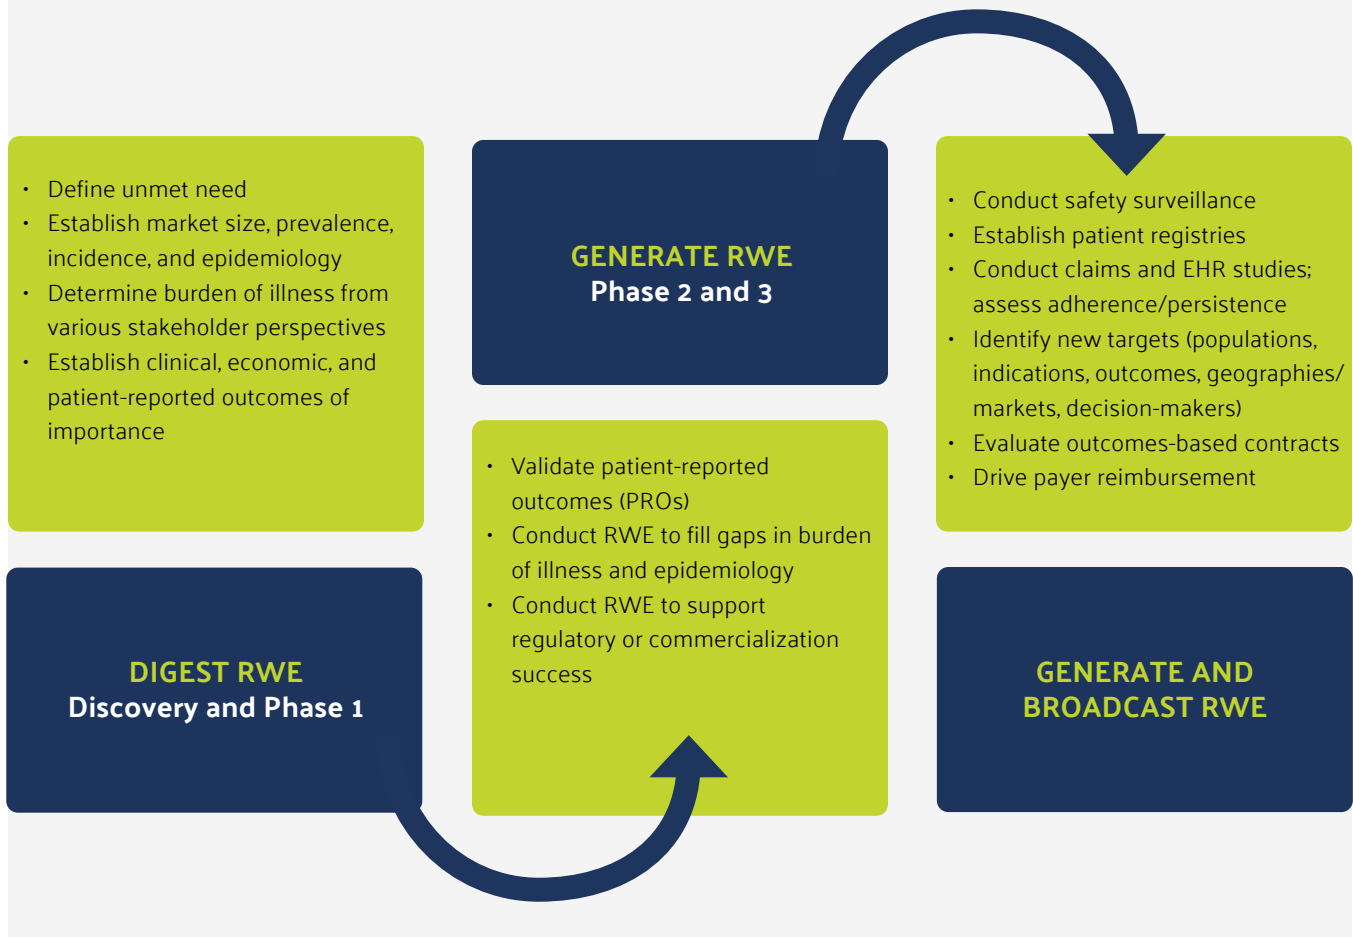 • Define unmet need
• Establish market size, prevalence,
incidence, and epidemiology
• Determine burden of illness from
various stakeholder perspectives
• Establish clinical, economic, and
patient-reported outcomes of
importance
DIGEST RWE
Discovery and Phase 1
GENERATE RWE
Phase 2 and 3
• Validate patient-reported
outcomes (PROs)
• Conduct RWE to fill gaps in burden
of illness and epidemiology
• Conduct RWE to support
regulatory or commercialization
success
• Conduct safety surveillance
• Establish patient registries
• Conduct claims and EHR studies;
assess adherence/persistence
• Identify new targets (populations,
indications, outcomes, geographies/
markets, decision-makers)
• Evaluate outcomes-based contracts
• Drive payer reimbursement
GENERATE AND
BROADCAST RWE